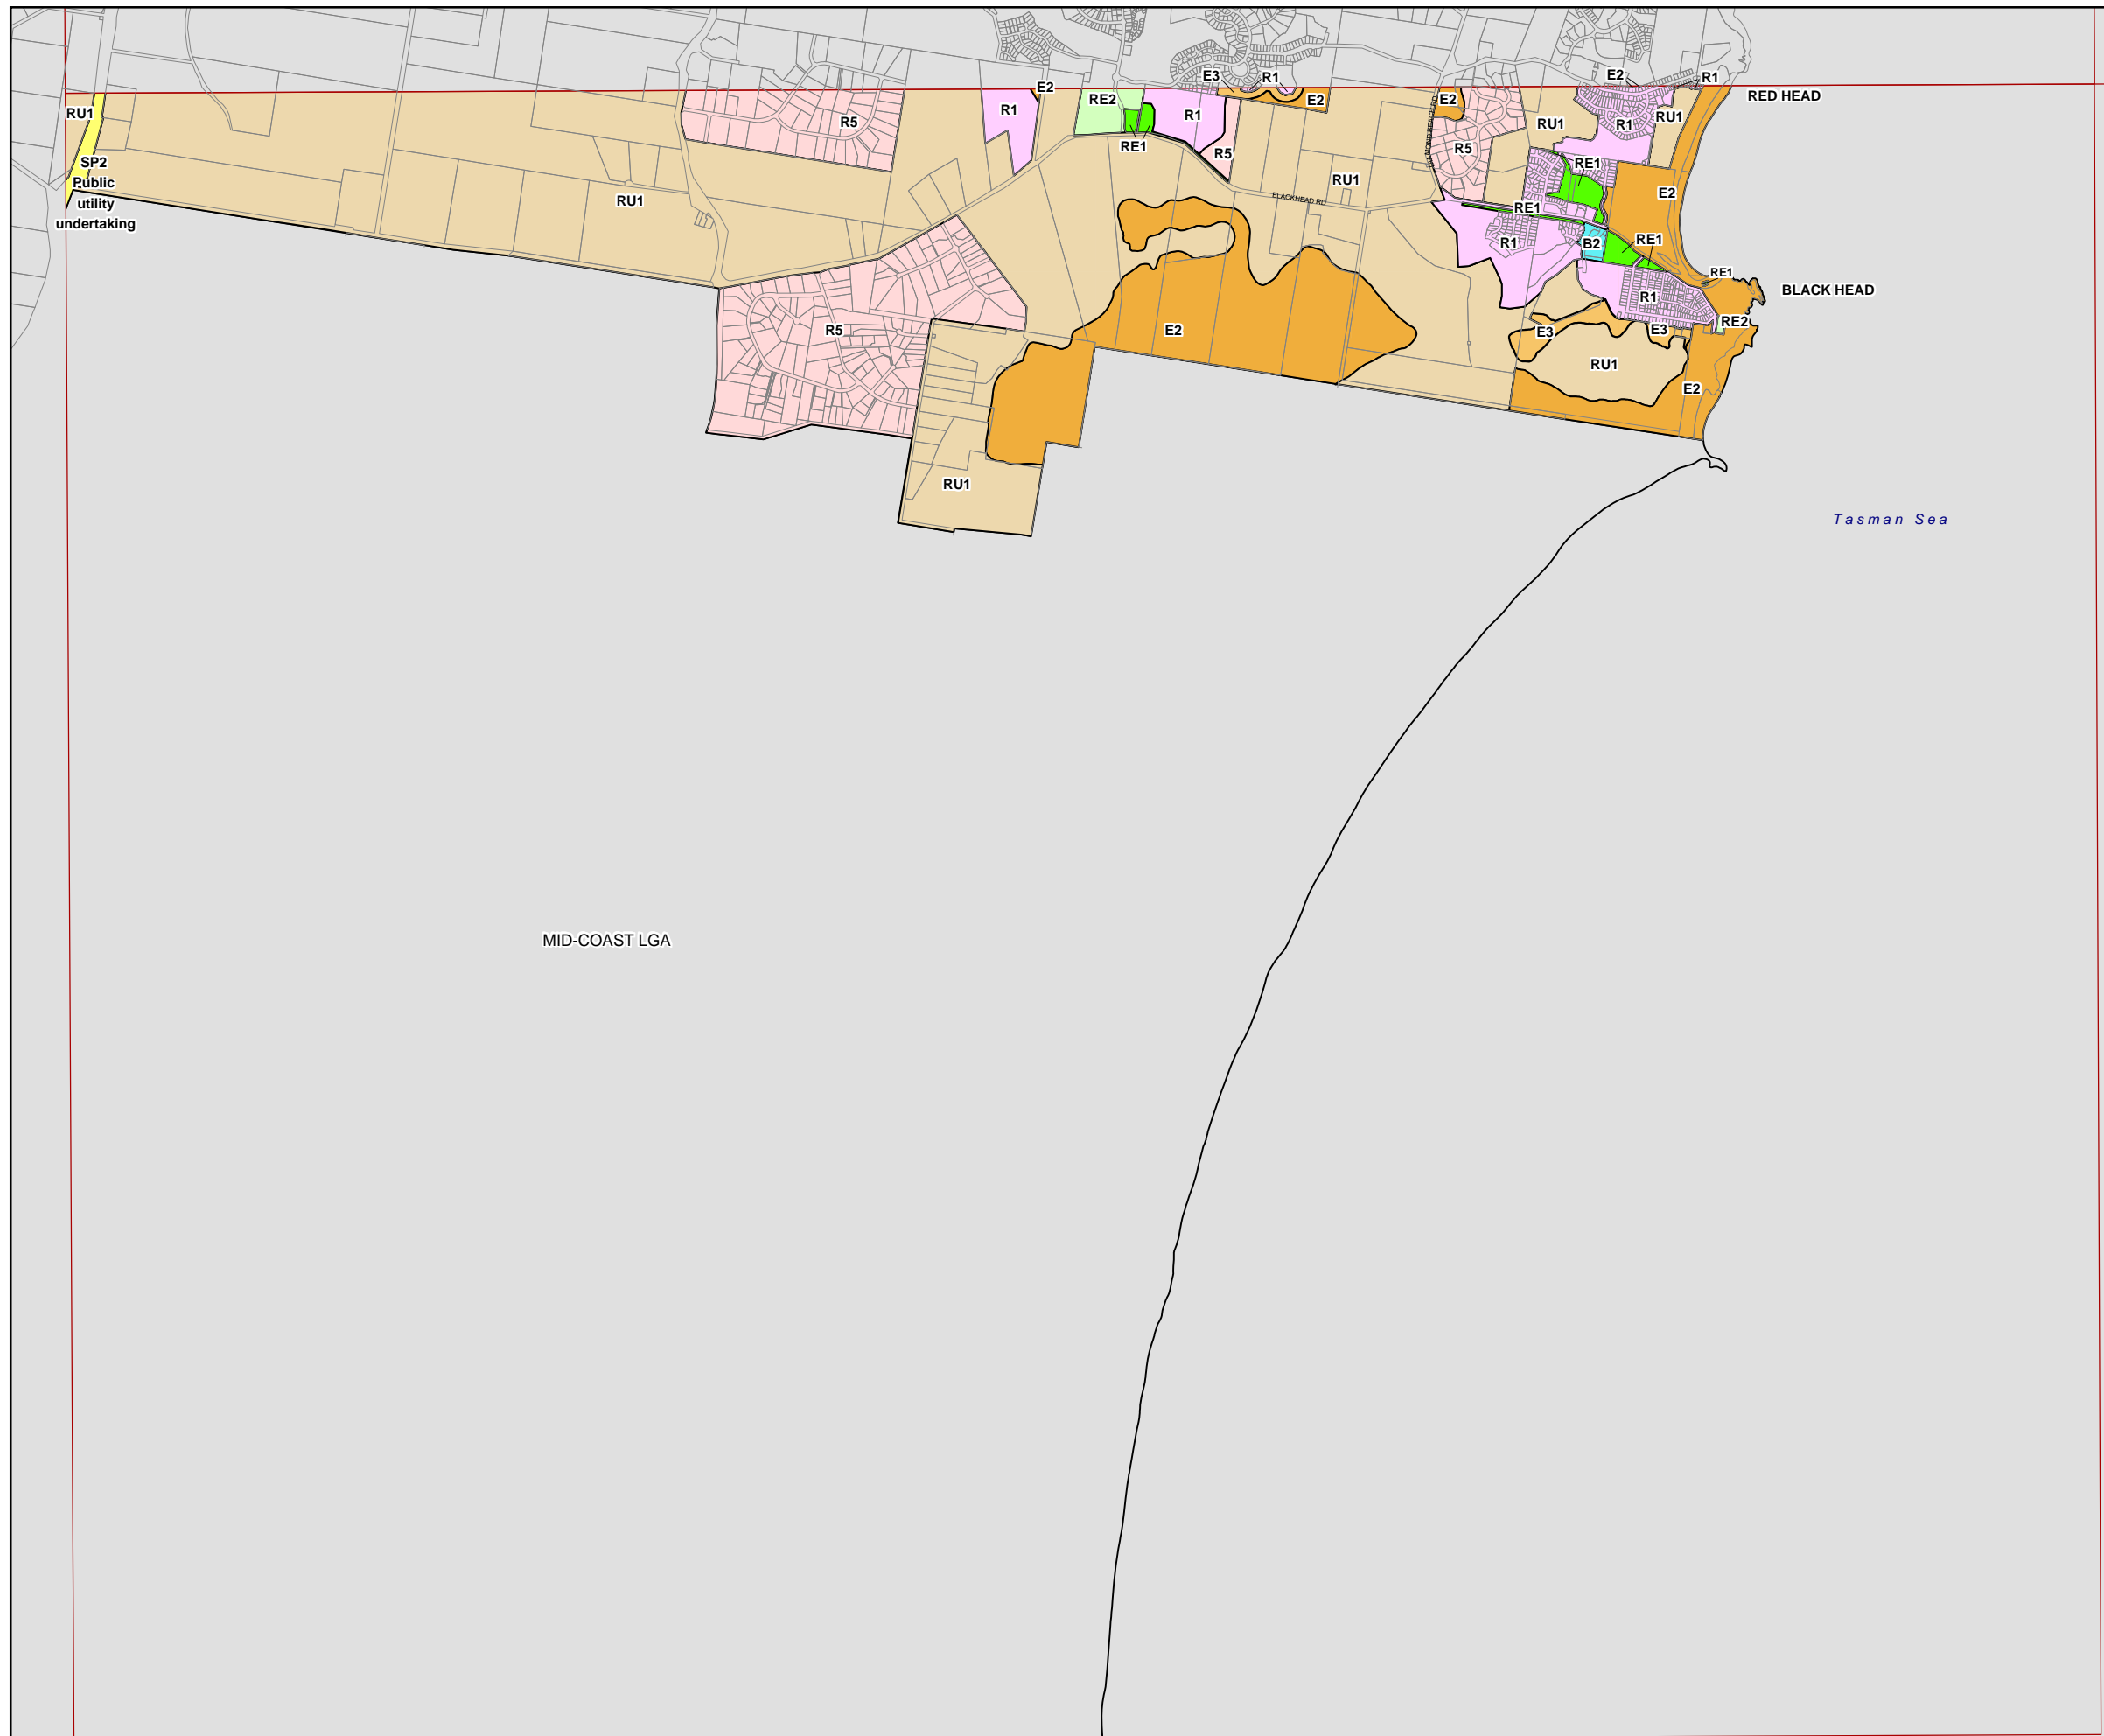 E3
R1
E2
R1
RED HEAD
RU1
E2
RE2
E2
E2
R1
R1
R5
RU1
R1
RU1
RE1
R5
R5
RE1
SP2
Public
utility
undertaking
RU1
E2
RU1
BLACKHEAD RD
RE1
R1
B2
RE1
RE1
BLACK HEAD
R1
RE2
R5
E2
E3
E3
RU1
E2
RU1
Tasman Sea
MID-COAST LGA